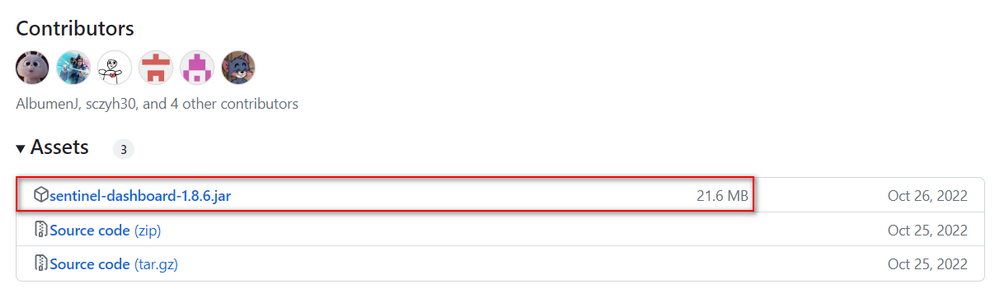 Contributors
AlbumenJ, sczyh30, and 4 other contributors
Assets 3
sentinel-dashboard-1.8.6.jar 21.6 MB Oct 26, 2022
Source code (zip) Oct 25, 2022
Source code (tar.gz) Oct 25, 2022